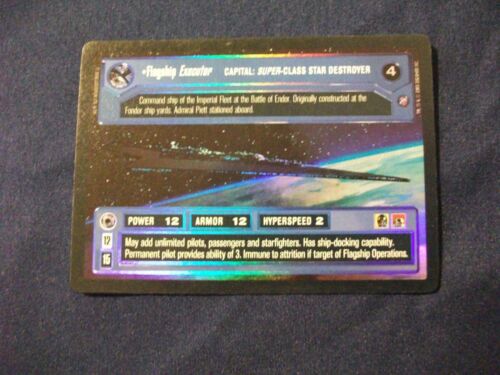 •Flagship Executor CAPITAL: SUPER-CLASS STAR DESTROYER 4
Command ship of the Imperial Fleet at the Battle of Endor. Originally constructed at the
Fondor ship yards. Admiral Piett stationed aboard.
POWER 12 ARMOR 12 HYPERSPEED 2
12
15
May add unlimited pilots, passengers and starfighters. Has ship-docking capability.
Permanent pilot provides ability of 3. Immune to attrition if target of Flagship Operations.